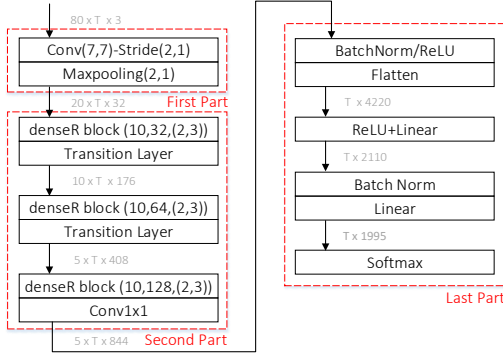 80 x T x 3
Conv(7,7)-Stride(2,1)
Maxpooling(2,1)
First Part
20 x T x 32
denseR block (10,32,(2,3))
Transition Layer
10 x T x 176
denseR block (10,64,(2,3))
Transition Layer
5 x T x 408
denseR block (10,128,(2,3))
Conv1x1
Second Part
5 x T x 844
BatchNorm/ReLU
Flatten
T x 4220
ReLU+Linear
T x 2110
Batch Norm
Linear
T x 1995
Softmax
Last Part